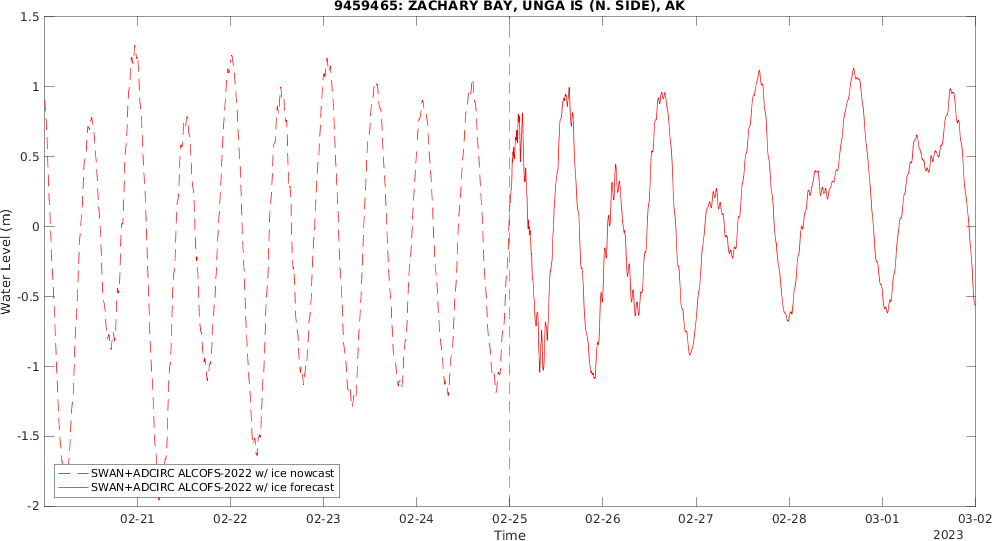 9459465: ZACHARY BAY, UNGA IS (N. SIDE), AK
1.5
1
0.5
0
-0.5
-1
-1.5
-2
Water Level (m)
SWAN+ADCIRC ALCOFS-2022 w/ ice nowcast
SWAN+ADCIRC ALCOFS-2022 w/ ice forecast
02-21 02-22 02-23 02-24 02-25 02-26 02-27 02-28 03-01 03-02
Time
2023